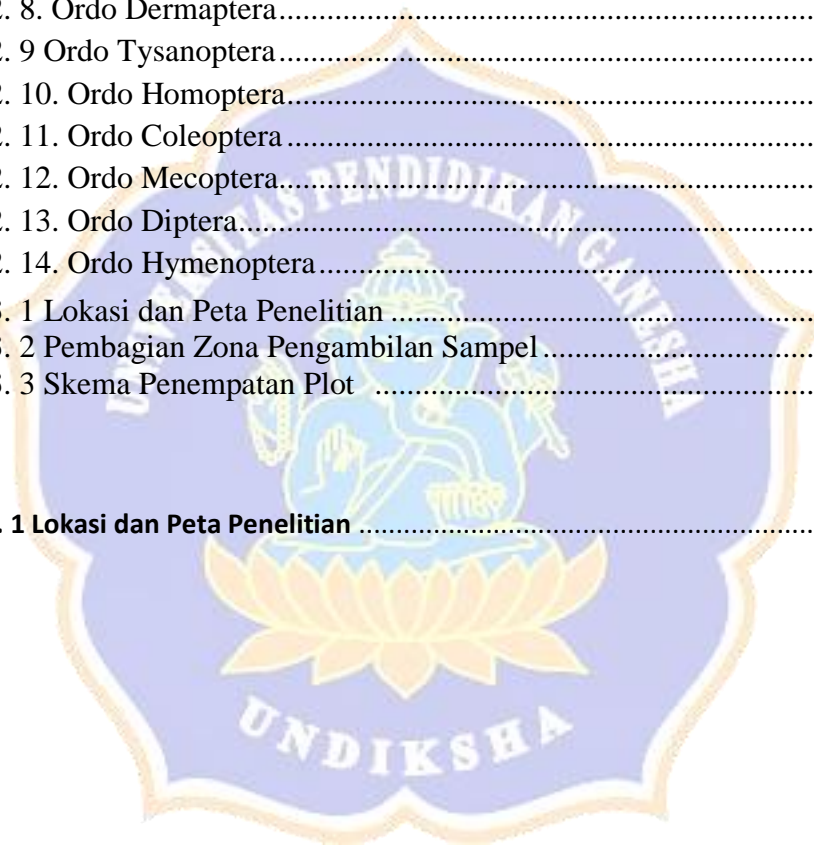 2. 8. Ordo Dermaptera
2. 9 Ordo Tysanoptera
2. 10. Ordo Homoptera
2. 11. Ordo Coleoptera
2. 12. Ordo Mecoptera
2. 13. Ordo Diptera
2. 14. Ordo Hymenoptera
3. 1 Lokasi dan Peta Penelitian
3. 2 Pembagian Zona Pengambilan Sampel
3. 3 Skema Penempatan Plot
. 1 Lokasi dan Peta Penelitian
UNIVERSITAS PENDIDIKAN GANESHA
UNDIKSHA